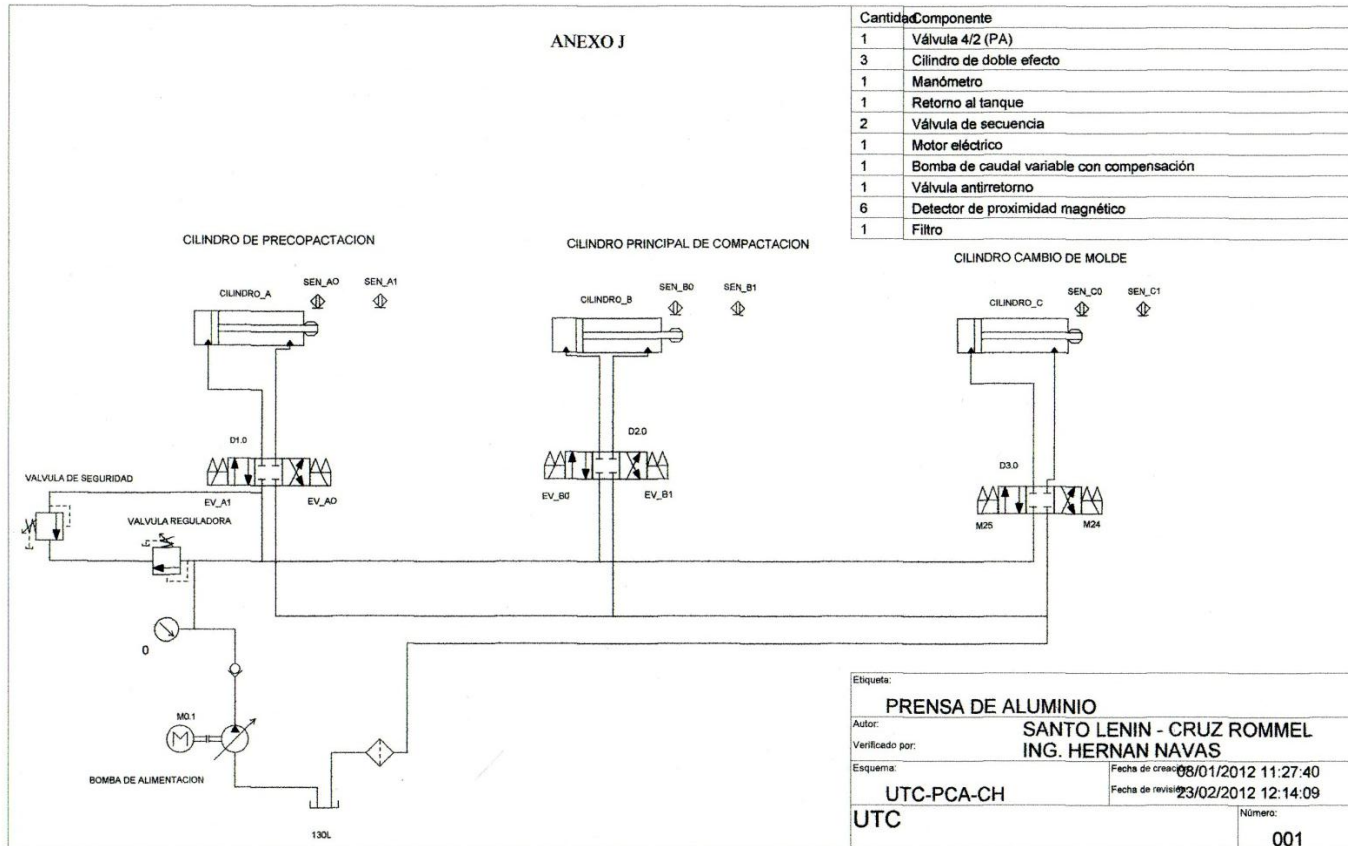 ANEXO J
Cantidad Componente
1 Válvula 4/2 (PA)
3 Cilindro de doble efecto
1 Manómetro
1 Retorno al tanque
2 Válvula de secuencia
1 Motor eléctrico
1 Bomba de caudal variable con compensación
1 Válvula antirretorno
6 Detector de proximidad magnético
1 Filtro
CILINDRO DE PRECOPACTACION
CILINDRO_A
SEN_AO
SEN_A1
CILINDRO PRINCIPAL DE COMPACTACION
CILINDRO_B
SEN_B0
SEN_B1
CILINDRO CAMBIO DE MOLDE
CILINDRO_C
SEN_C0
SEN_C1
D1.0
EV_A1
EV_AO
D2.0
EV_B0
EV_B1
D3.0
M25
M24
VALVULA DE SEGURIDAD
VALVULA REGULADORA
0
M0.1
M
BOMBA DE ALIMENTACION
130L
Etiqueta:
PRENSA DE ALUMINIO
Autor:
SANTO LENIN - CRUZ ROMMEL
Verificado por:
ING. HERNAN NAVAS
Esquema:
UTC-PCA-CH
Fecha de creación 08/01/2012 11:27:40
Fecha de revisión 23/02/2012 12:14:09
UTC
Número:
001